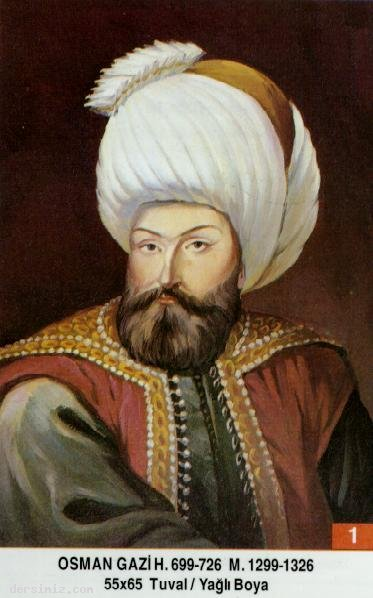 1
OSMAN GAZİ H. 699-726 M. 1299-1326
55x65 Tuval / Yağlı Boya
dersimiz.com